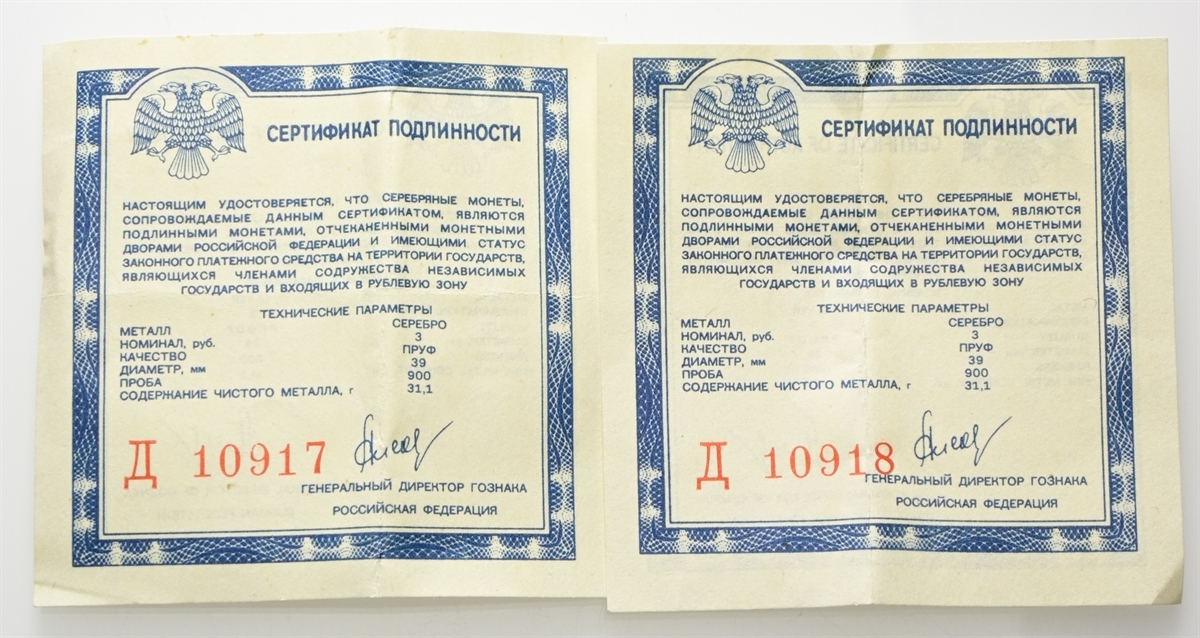 СЕРТИФИКАТ ПОДЛИННОСТИ
НАСТОЯЩИМ УДОСТОВЕРЯЕТСЯ, ЧТО СЕРЕБРЯНЫЕ МОНЕТЫ,
СОПРОВОЖДАЕМЫЕ ДАННЫМ СЕРТИФИКАТОМ, ЯВЛЯЮТСЯ
ПОДЛИННЫМИ МОНЕТАМИ, ОТЧЕКАНЕННЫМИ МОНЕТНЫМИ
ДВОРАМИ РОССИЙСКОЙ ФЕДЕРАЦИИ И ИМЕЮЩИМИ СТАТУС
ЗАКОННОГО ПЛАТЕЖНОГО СРЕДСТВА НА ТЕРРИТОРИИ ГОСУДАРСТВ,
ЯВЛЯЮЩИХСЯ ЧЛЕНАМИ СОДРУЖЕСТВА НЕЗАВИСИМЫХ
ГОСУДАРСТВ И ВХОДЯЩИХ В РУБЛЕВУЮ ЗОНУ
ТЕХНИЧЕСКИЕ ПАРАМЕТРЫ
МЕТАЛЛ СЕРЕБРО
НОМИНАЛ, руб. 3
КАЧЕСТВО ПРУФ
ДИАМЕТР, мм 39
ПРОБА 900
СОДЕРЖАНИЕ ЧИСТОГО МЕТАЛЛА, г 31,1
Д 10917
ГЕНЕРАЛЬНЫЙ ДИРЕКТОР ГОЗНАКА
РОССИЙСКАЯ ФЕДЕРАЦИЯ
СЕРТИФИКАТ ПОДЛИННОСТИ
НАСТОЯЩИМ УДОСТОВЕРЯЕТСЯ, ЧТО СЕРЕБРЯНЫЕ МОНЕТЫ,
СОПРОВОЖДАЕМЫЕ ДАННЫМ СЕРТИФИКАТОМ, ЯВЛЯЮТСЯ
ПОДЛИННЫМИ МОНЕТАМИ, ОТЧЕКАНЕННЫМИ МОНЕТНЫМИ
ДВОРАМИ РОССИЙСКОЙ ФЕДЕРАЦИИ И ИМЕЮЩИМИ СТАТУС
ЗАКОННОГО ПЛАТЕЖНОГО СРЕДСТВА НА ТЕРРИТОРИИ ГОСУДАРСТВ,
ЯВЛЯЮЩИХСЯ ЧЛЕНАМИ СОДРУЖЕСТВА НЕЗАВИСИМЫХ
ГОСУДАРСТВ И ВХОДЯЩИХ В РУБЛЕВУЮ ЗОНУ
ТЕХНИЧЕСКИЕ ПАРАМЕТРЫ
МЕТАЛЛ СЕРЕБРО
НОМИНАЛ, руб. 3
КАЧЕСТВО ПРУФ
ДИАМЕТР, мм 39
ПРОБА 900
СОДЕРЖАНИЕ ЧИСТОГО МЕТАЛЛА, г 31,1
Д 10918
ГЕНЕРАЛЬНЫЙ ДИРЕКТОР ГОЗНАКА
РОССИЙСКАЯ ФЕДЕРАЦИЯ